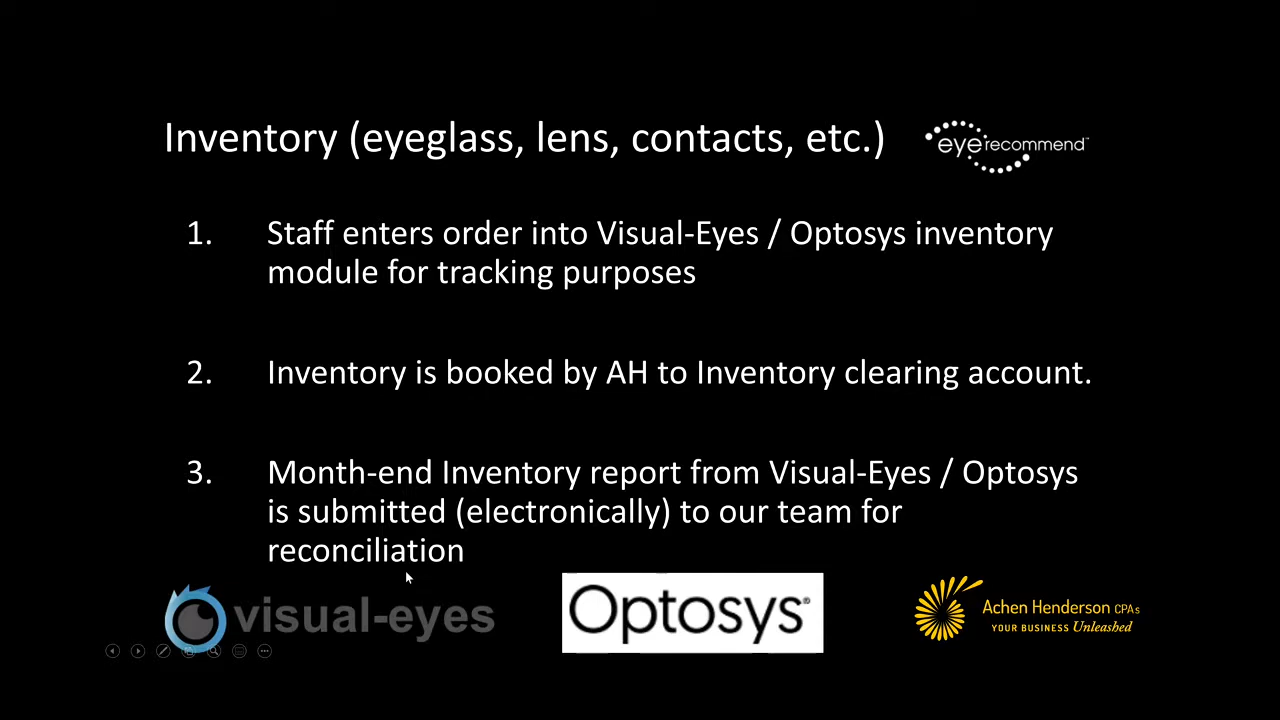 Inventory (eyeglass, lens, contacts, etc.)
eyerecommend™
1. Staff enters order into Visual-Eyes / Optosys inventory
module for tracking purposes
2. Inventory is booked by AH to Inventory clearing account.
3. Month-end Inventory report from Visual-Eyes / Optosys
is submitted (electronically) to our team for
reconciliation
visual-eyes
Optosys®
Achen Henderson CPAs
YOUR BUSINESS Unleashed